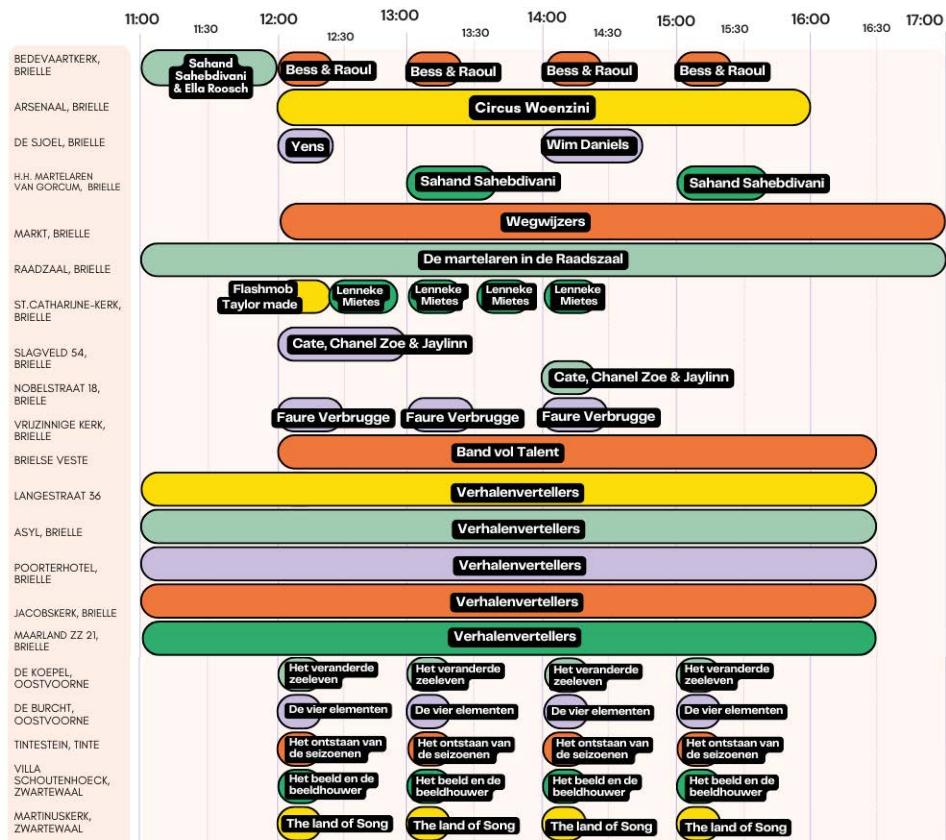 11:00 12:00 13:00 14:00 15:00 16:00 17:00
11:30 12:30 13:30 14:30 15:30 16:30
BEDEVAARTKERK,
BRIELLE
Sahand
Sahebdivani
& Ella Roosch
Bess & Raoul
Bess & Raoul
Bess & Raoul
Bess & Raoul
ARSENAAL, BRIELLE
Circus Woenzini
DE SJOEL, BRIELLE
Yens
Wim Daniels
H.H. MARTELAREN
VAN GORCUM, BRIELLE
Sahand Sahebdivani
Sahand Sahebdivani
MARKT, BRIELLE
Wegwijzers
RAADZAAL, BRIELLE
De martelaren in de Raadszaal
ST.CATHARIJNE-KERK,
BRIELLE
Flashmob
Taylor made
Lenneke
Mietes
Lenneke
Mietes
Lenneke
Mietes
Lenneke
Mietes
SLAGVELD 54,
BRIELLE
Cate, Chanel Zoe & Jaylinn
NOBELSTRAAT 18,
BRIELE
Cate, Chanel Zoe & Jaylinn
VRIJZINNIGE KERK,
BRIELLE
Faure Verbrugge
Faure Verbrugge
Faure Verbrugge
BRIELSE VESTE
Band vol Talent
LANGESTRAAT 36
Verhalenvertellers
ASYL, BRIELLE
Verhalenvertellers
POORTERHOTEL,
BRIELLE
Verhalenvertellers
JACOBSKERK, BRIELLE
Verhalenvertellers
MAARLAND ZZ 21,
BRIELLE
Verhalenvertellers
DE KOEPEL,
OOSTVOORNE
Het veranderde
zeeleven
Het veranderde
zeeleven
Het veranderde
zeeleven
Het veranderde
zeeleven
DE BURCHT,
OOSTVOORNE
De vier elementen
De vier elementen
De vier elementen
De vier elementen
TINTESTEIN, TINTE
Het ontstaan van
de seizoenen
Het ontstaan van
de seizoenen
Het ontstaan van
de seizoenen
Het ontstaan van
de seizoenen
VILLA
SCHOUTENHOECK,
ZWARTEWAAL
Het beeld en de
beeldhouwer
Het beeld en de
beeldhouwer
Het beeld en de
beeldhouwer
Het beeld en de
beeldhouwer
MARTINUSKERK,
ZWARTEWAAL
The land of Song
The land of Song
The land of Song
The land of Song